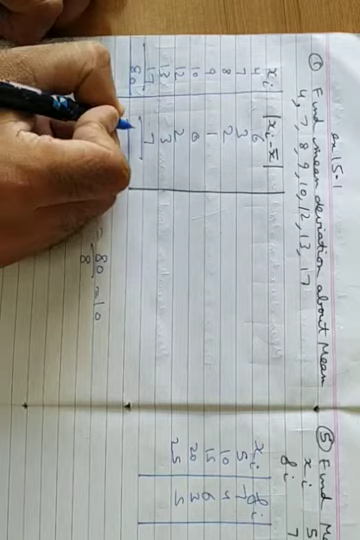 ex 15.1
① Find mean deviation about Mean
4, 7, 8, 9, 10, 12, 13, 17
xi |xi-x̄|
4 6
7 3
8 2
9 1
10 0
12 2
13 3
17 7
80
= 80/8 = 10
⑤ Find
xi 5
fi 7
xi fi
5 7
10 4
15 6
20 3
25 5